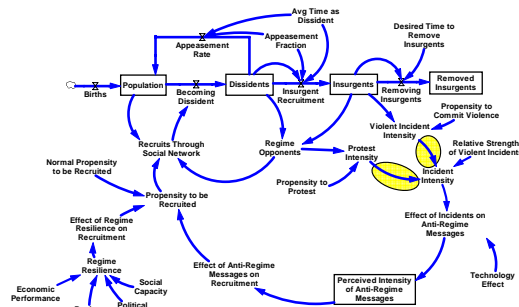 Avg Time as
Dissident
Appeasement
Fraction
Desired Time to
Remove
Insurgents
Appeasement
Rate
Births
Population
Becoming
Dissident
Dissidents
Insurgent
Recruitment
Insurgents
Removing
Insurgents
Removed
Insurgents
Propensity to
Commit Violence
Violent Incident
Intensity
Recruits Through
Social Network
Regime
Opponents
Protest
Intensity
Relative Strength
of Violent Incident
Incident
Intensity
Normal Propensity
to be Recruited
Propensity to be
Recruited
Propensity to
Protest
Effect of Regime
Resilience on
Recruitment
Effect of Incidents on
Anti-Regime
Messages
Regime
Resilience
Effect of Anti-Regime
Messages on
Recruitment
Technology
Effect
Economic
Performance
Social
Capacity
Political
Perceived Intensity
of Anti-Regime
Messages